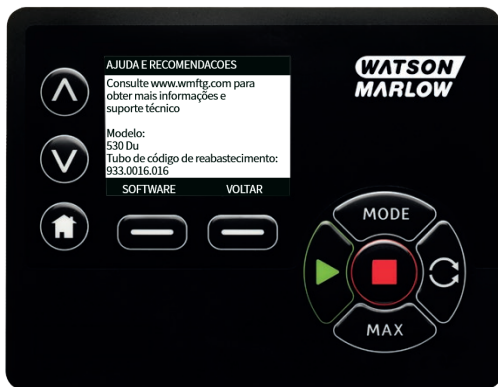 AJUDA E RECOMENDACOES
Consulte www.wmftg.com para
obter mais informações e
suporte técnico
Modelo:
530 Du
Tubo de código de reabastecimento:
933.0016.016
SOFTWARE VOLTAR
WATSON
MARLOW
MODE
MAX